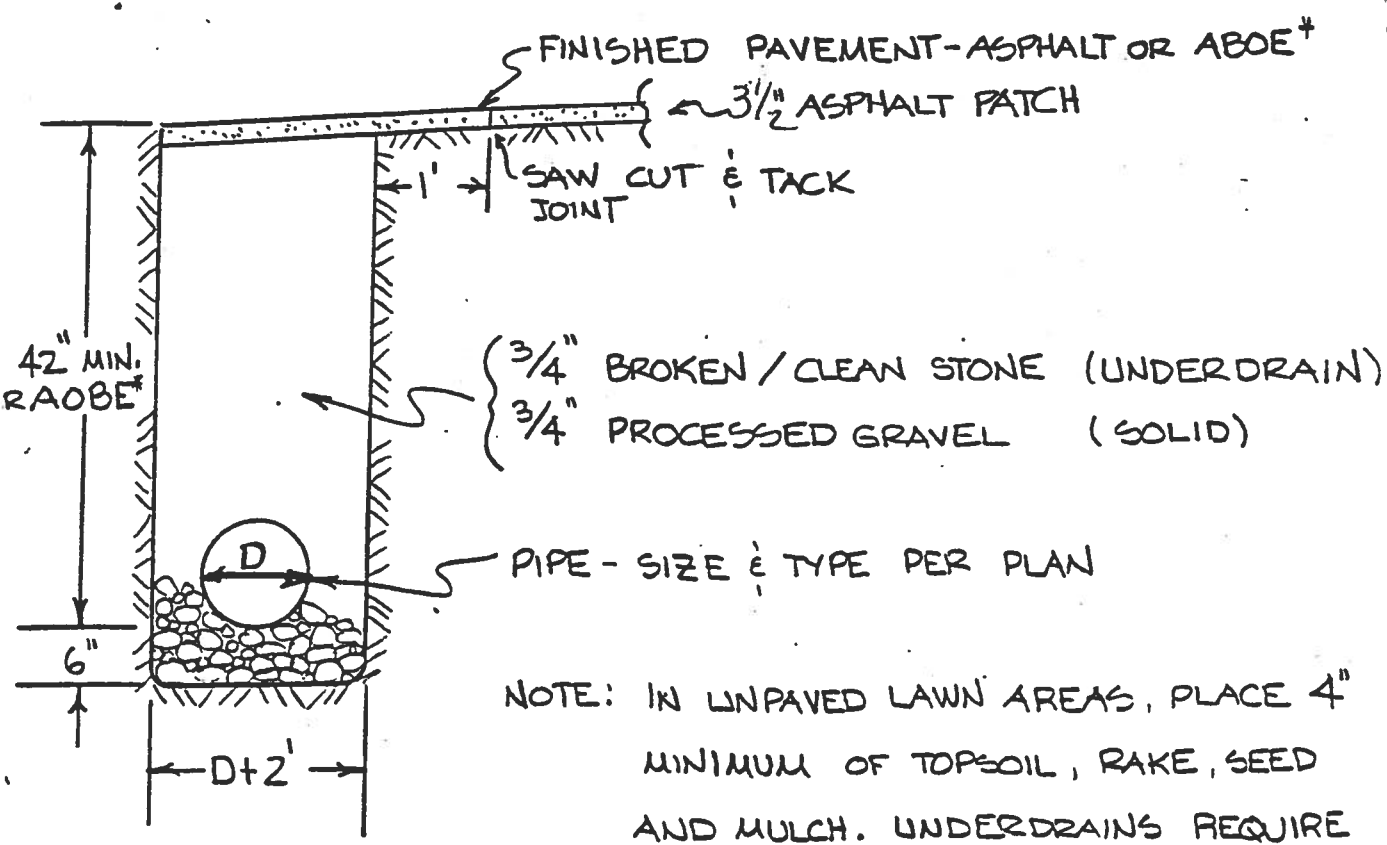 FINISHED PAVEMENT-ASPHALT OR ABOE*
3 1/2" ASPHALT PATCH
1'
SAW CUT & TACK
JOINT
42" MIN.
RAOBE*
3/4" BROKEN/CLEAN STONE (UNDERDRAIN)
3/4" PROCESSED GRAVEL (SOLID)
D
PIPE - SIZE & TYPE PER PLAN
6"
D+2'
NOTE: IN UNPAVED LAWN AREAS, PLACE 4"
MINIMUM OF TOPSOIL, RAKE, SEED
AND MULCH. UNDERDRAINS REQUIRE